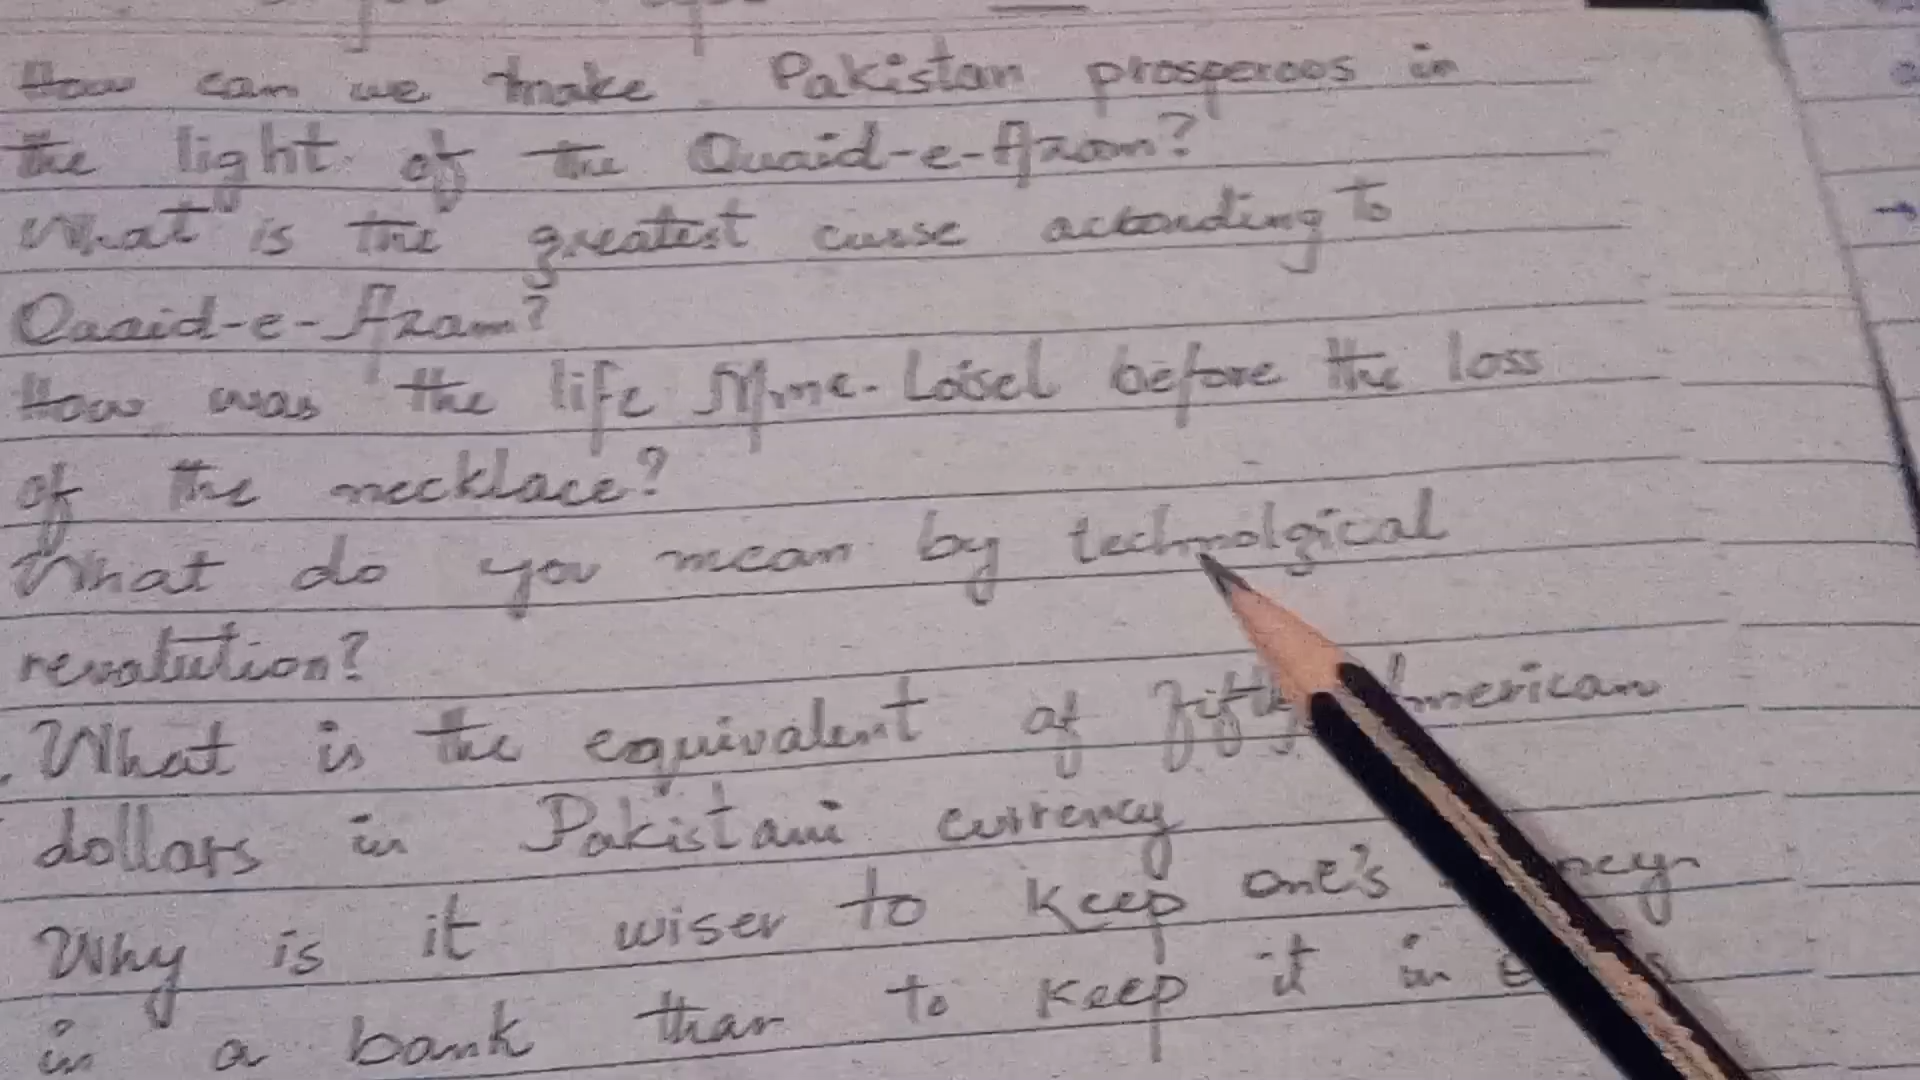 How can we make Pakistan prosperous in
the light of the Quaid-e-Azam?
What is the greatest curse according to
Quaid-e-Azam?
How was the life Mme. Loisel before the loss
of the necklace?
What do you mean by technolgical
revolution?
What is the equivalent of fifty American
dollars in Pakistani currency
Why is it wiser to keep one's
in a bank than to keep it in